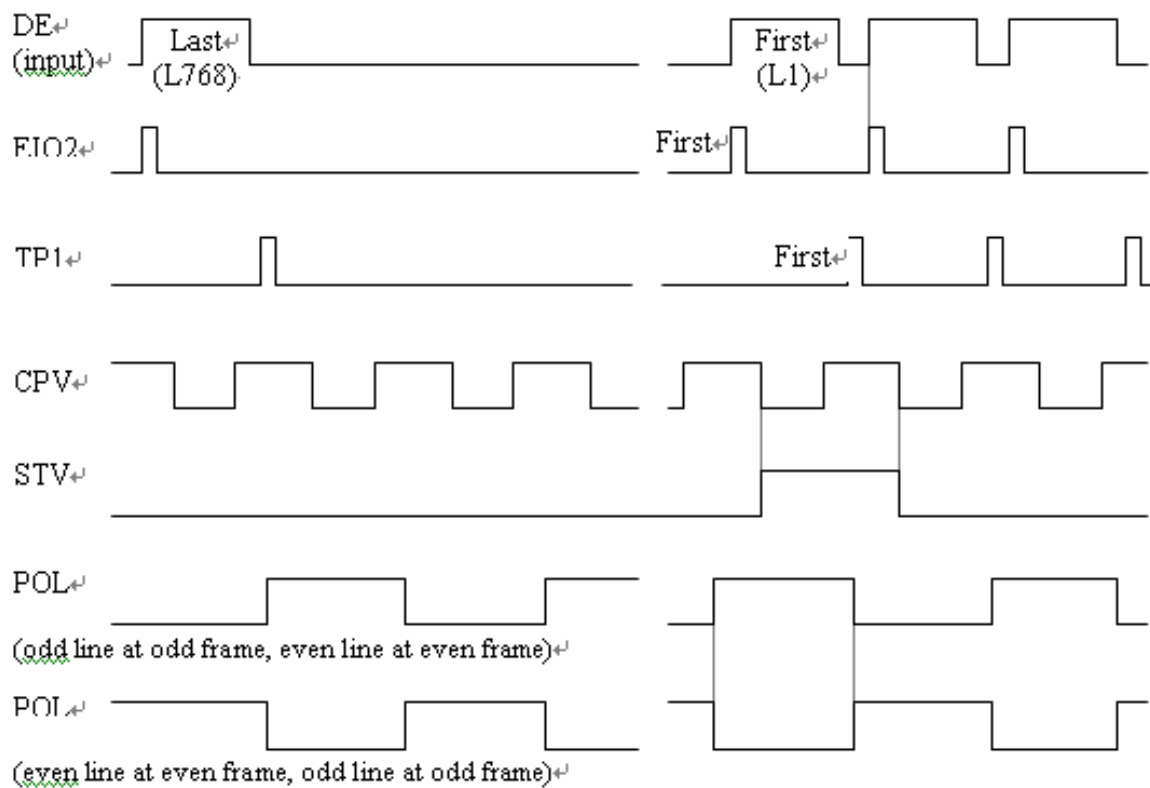 DE↵
(input)↵
Last↵
(L768)
First↵
(L1)↵
EIO2↵
First↵
TP1↵
First↵
CPV↵
STV↵
POL↵
(odd line at odd frame, even line at even frame)↵
POL↵
(even line at even frame, odd line at odd frame)↵